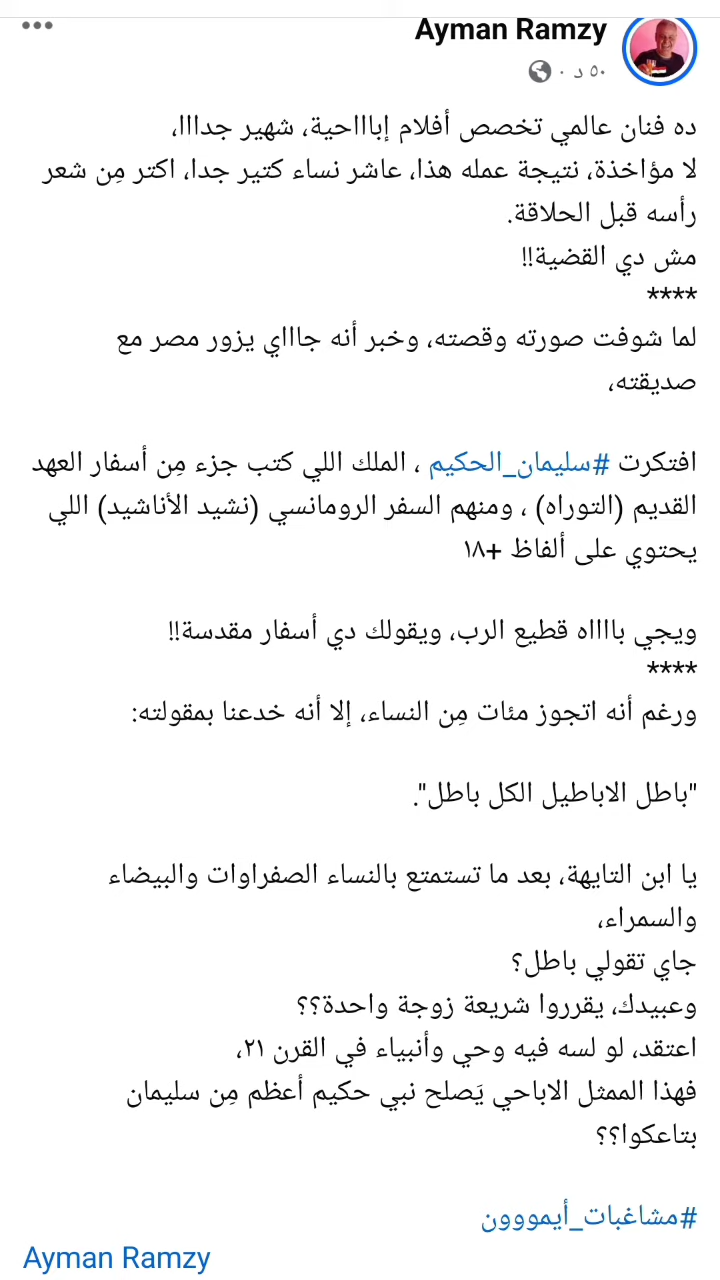 Ayman Ramzy
٥٠ د ·
ده فنان عالمي تخصص أفلام إباااحية، شهير جدااا،
لا مؤاخذة، نتيجة عمله هذا، عاشر نساء كتير جدا، اكتر مِن شعر
رأسه قبل الحلاقة.
مش دي القضية!!
****
لما شوفت صورته وقصته، وخبر أنه جاااي يزور مصر مع
صديقته،
افتكرت #سليمان_الحكيم ، الملك اللي كتب جزء مِن أسفار العهد
القديم (التوراه) ، ومنهم السفر الرومانسي (نشيد الأناشيد) اللي
يحتوي على ألفاظ +١٨
ويجي باااااه قطيع الرب، ويقولك دي أسفار مقدسة!!
****
ورغم أنه اتجوز مئات مِن النساء، إلا أنه خدعنا بمقولته:
"باطل الاباطيل الكل باطل".
يا ابن التايهة، بعد ما تستمتع بالنساء الصفراوات والبيضاء
والسمراء،
جاي تقولي باطل؟
وعبيدك، يقرروا شريعة زوجة واحدة؟؟
اعتقد، لو لسه فيه وحي وأنبياء في القرن ٢١،
فهذا الممثل الاباحي يَصلح نبي حكيم أعظم مِن سليمان
بتاعكوا؟؟
#مشاغبات_أيمووون
Ayman Ramzy